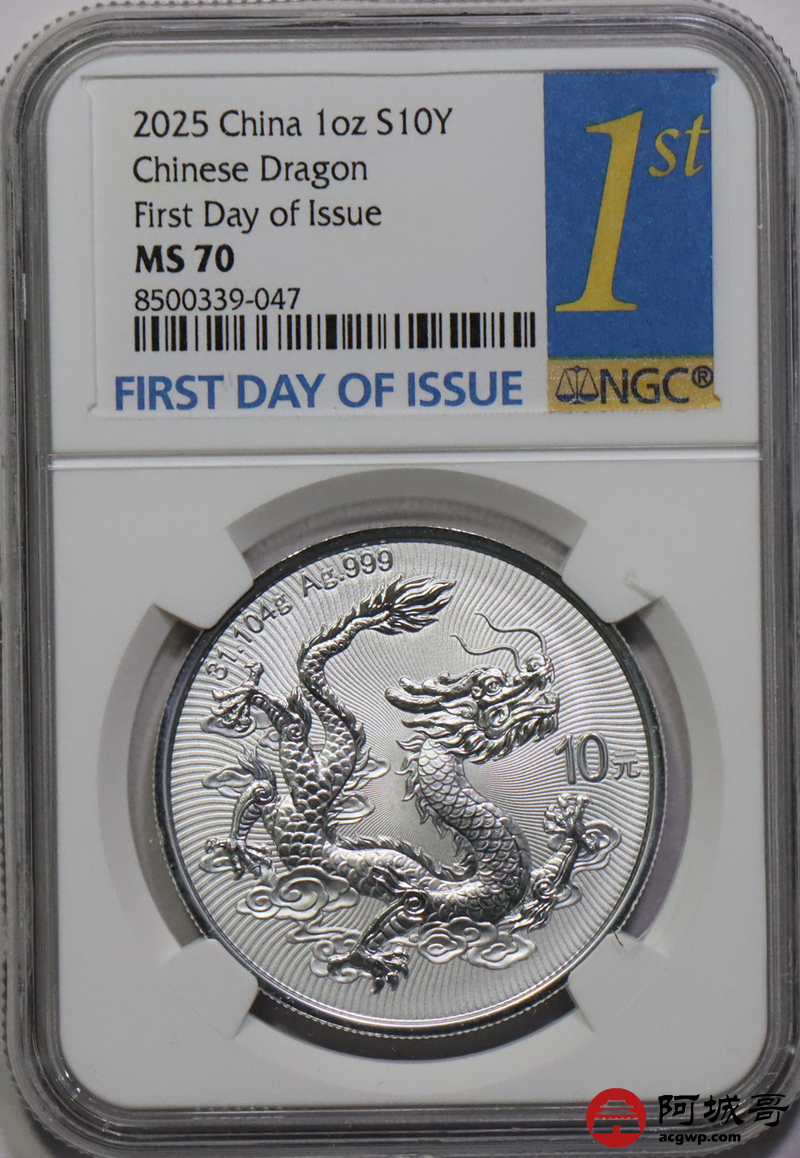 2025 China 1oz S10Y
Chinese Dragon
First Day of Issue
MS 70
8500339-047
FIRST DAY OF ISSUE
1st
NGC®
31.104g Ag.999
10元
阿城哥
acgwp.com